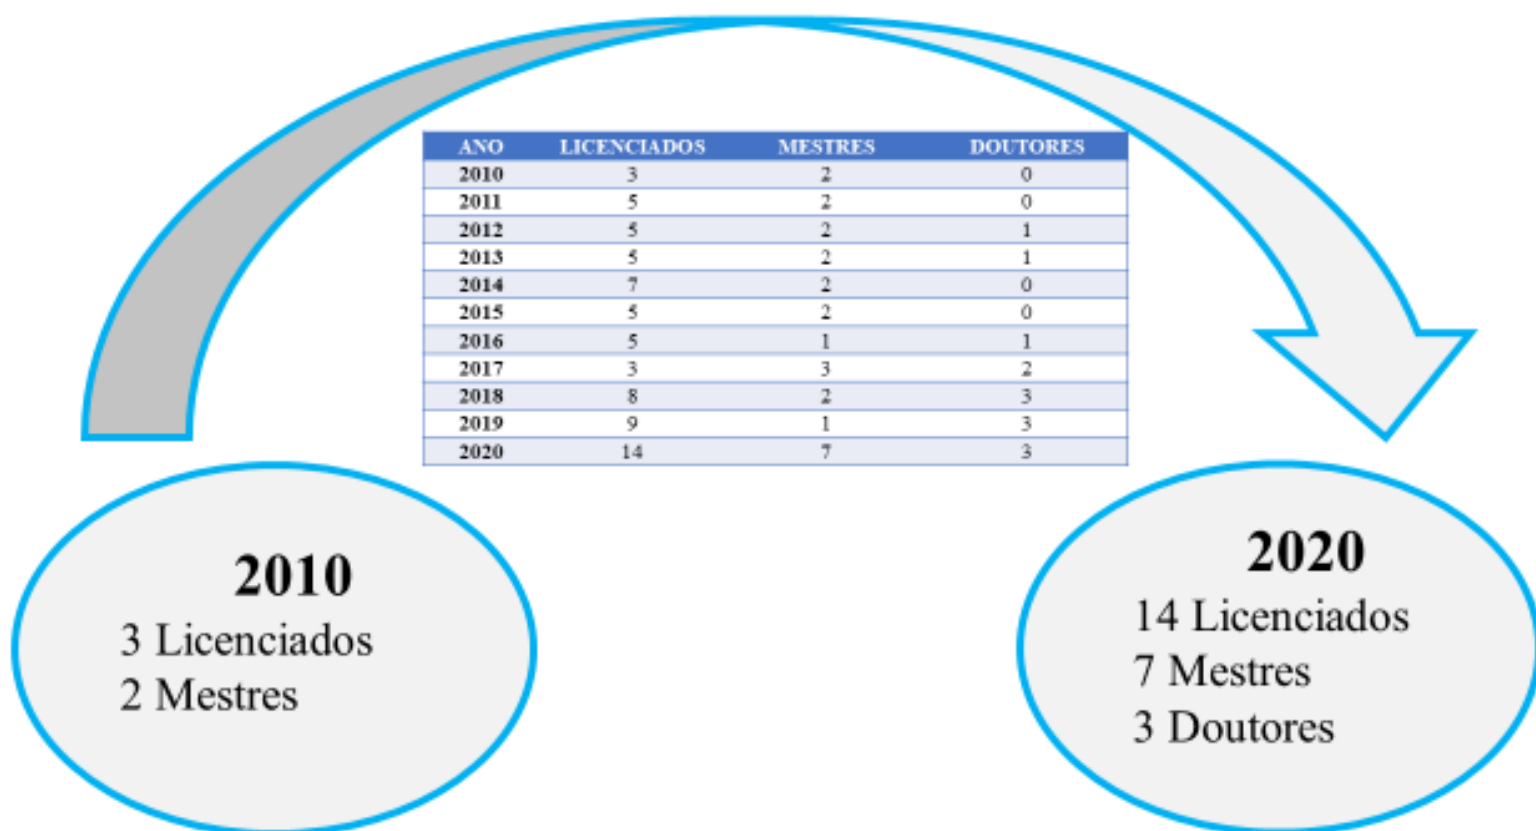 ANO LICENCIADOS MESTRES DOUTORES
2010 3 2 0
2011 5 2 0
2012 5 2 1
2013 5 2 1
2014 7 2 0
2015 5 2 0
2016 5 1 1
2017 3 3 2
2018 8 2 3
2019 9 1 3
2020 14 7 3
2010
3 Licenciados
2 Mestres
2020
14 Licenciados
7 Mestres
3 Doutores